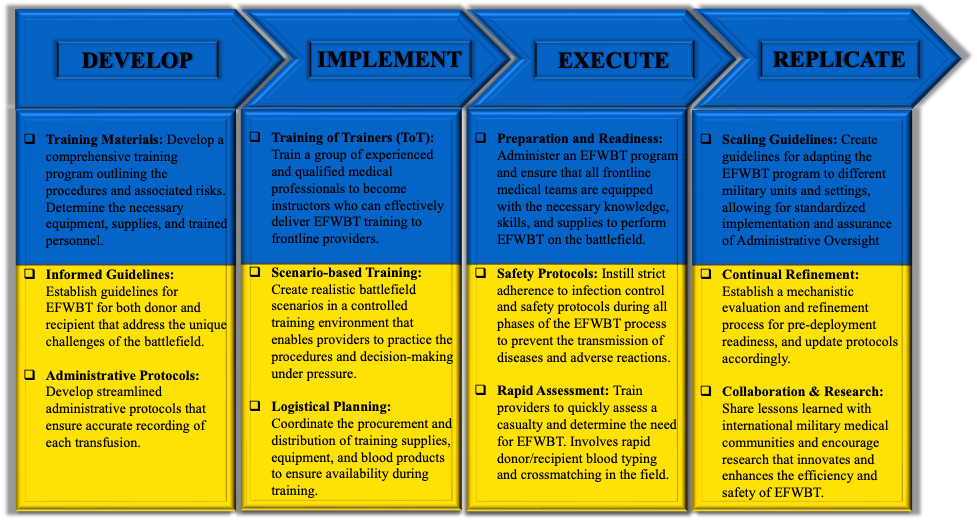 DEVELOP
IMPLEMENT
EXECUTE
REPLICATE
Training Materials: Develop a
comprehensive training
program outlining the
procedures and associated risks.
Determine the necessary
equipment, supplies, and trained
personnel.
Informed Guidelines:
Establish guidelines for
EFWBT for both donor and
recipient that address the unique
challenges of the battlefield.
Administrative Protocols:
Develop streamlined
administrative protocols that
ensure accurate recording of
each transfusion.
Training of Trainers (ToT):
Train a group of experienced
and qualified medical
professionals to become
instructors who can effectively
deliver EFWBT training to
frontline providers.
Scenario-based Training:
Create realistic battlefield
scenarios in a controlled
training environment that
enables providers to practice the
procedures and decision-making
under pressure.
Logistical Planning:
Coordinate the procurement and
distribution of training supplies,
equipment, and blood products
to ensure availability during
training.
Preparation and Readiness:
Administer an EFWBT program
and ensure that all frontline
medical teams are equipped
with the necessary knowledge,
skills, and supplies to perform
EFWBT on the battlefield.
Safety Protocols: Instill strict
adherence to infection control
and safety protocols during all
phases of the EFWBT process
to prevent the transmission of
diseases and adverse reactions.
Rapid Assessment: Train
providers to quickly assess a
casualty and determine the need
for EFWBT. Involves rapid
donor/recipient blood typing
and crossmatching in the field.
Scaling Guidelines: Create
guidelines for adapting the
EFWBT program to different
military units and settings,
allowing for standardized
implementation and assurance
of Administrative Oversight
Continual Refinement:
Establish a mechanistic
evaluation and refinement
process for pre-deployment
readiness, and update protocols
accordingly.
Collaboration & Research:
Share lessons learned with
international military medical
communities and encourage
research that innovates and
enhances the efficiency and
safety of EFWBT.